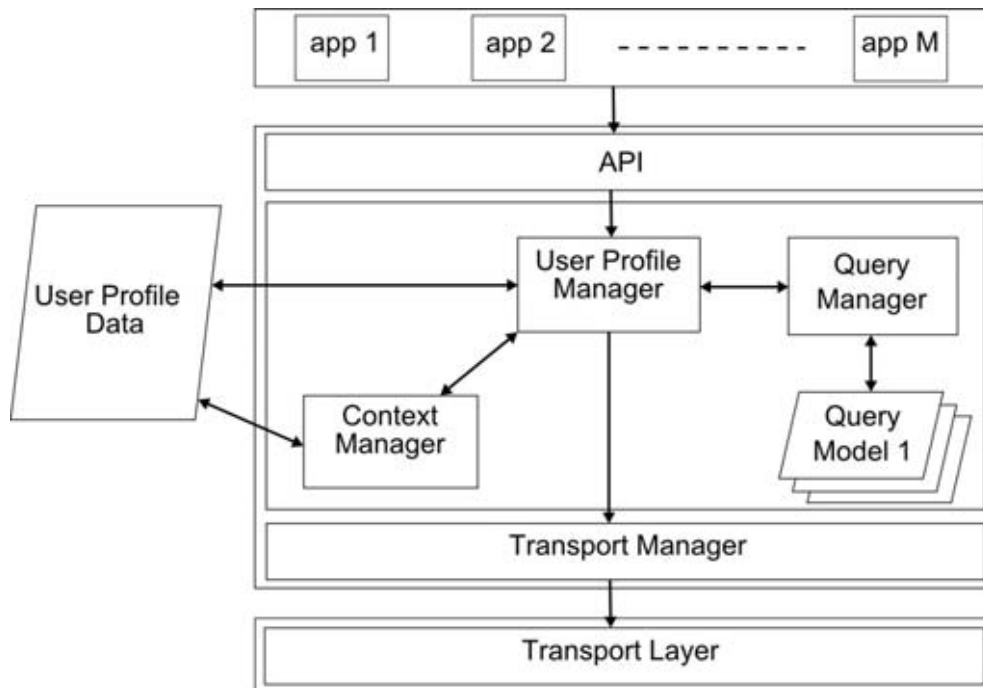 app 1
app 2
app M
API
User Profile
Manager
Query
Manager
User Profile
Data
Context
Manager
Query
Model 1
Transport Manager
Transport Layer